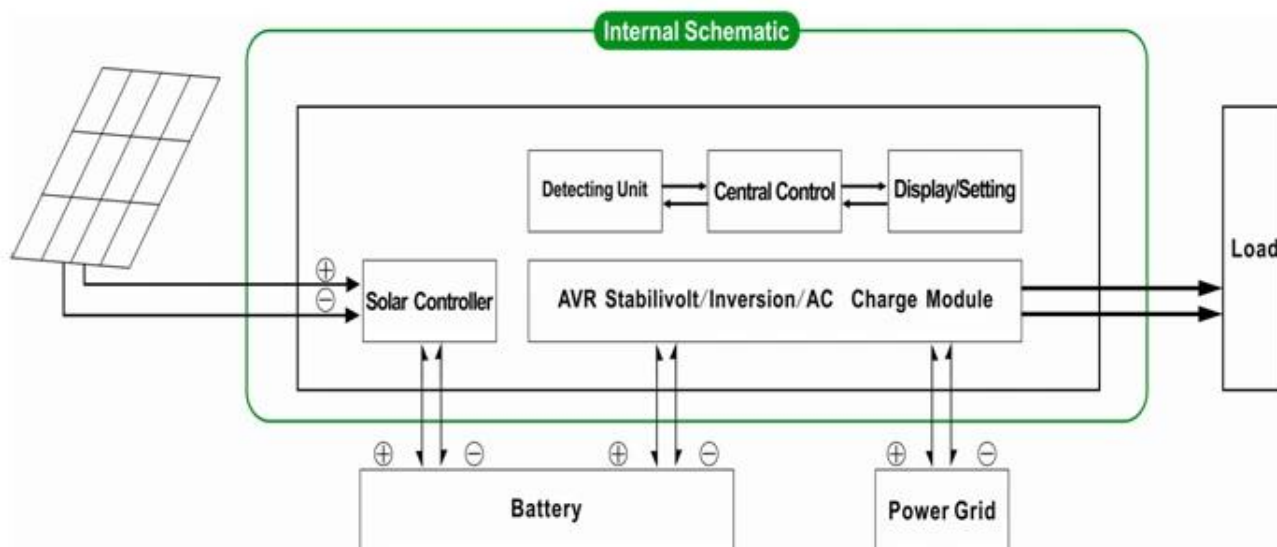 Internal Schematic
Detecting Unit
Central Control
Display/Setting
Load
⊕
⊖
Solar Controller
AVR Stabilivolt/Inversion/AC Charge Module
⊕ ⊖ ⊕ ⊖ ⊕ ⊖
Battery
Power Grid